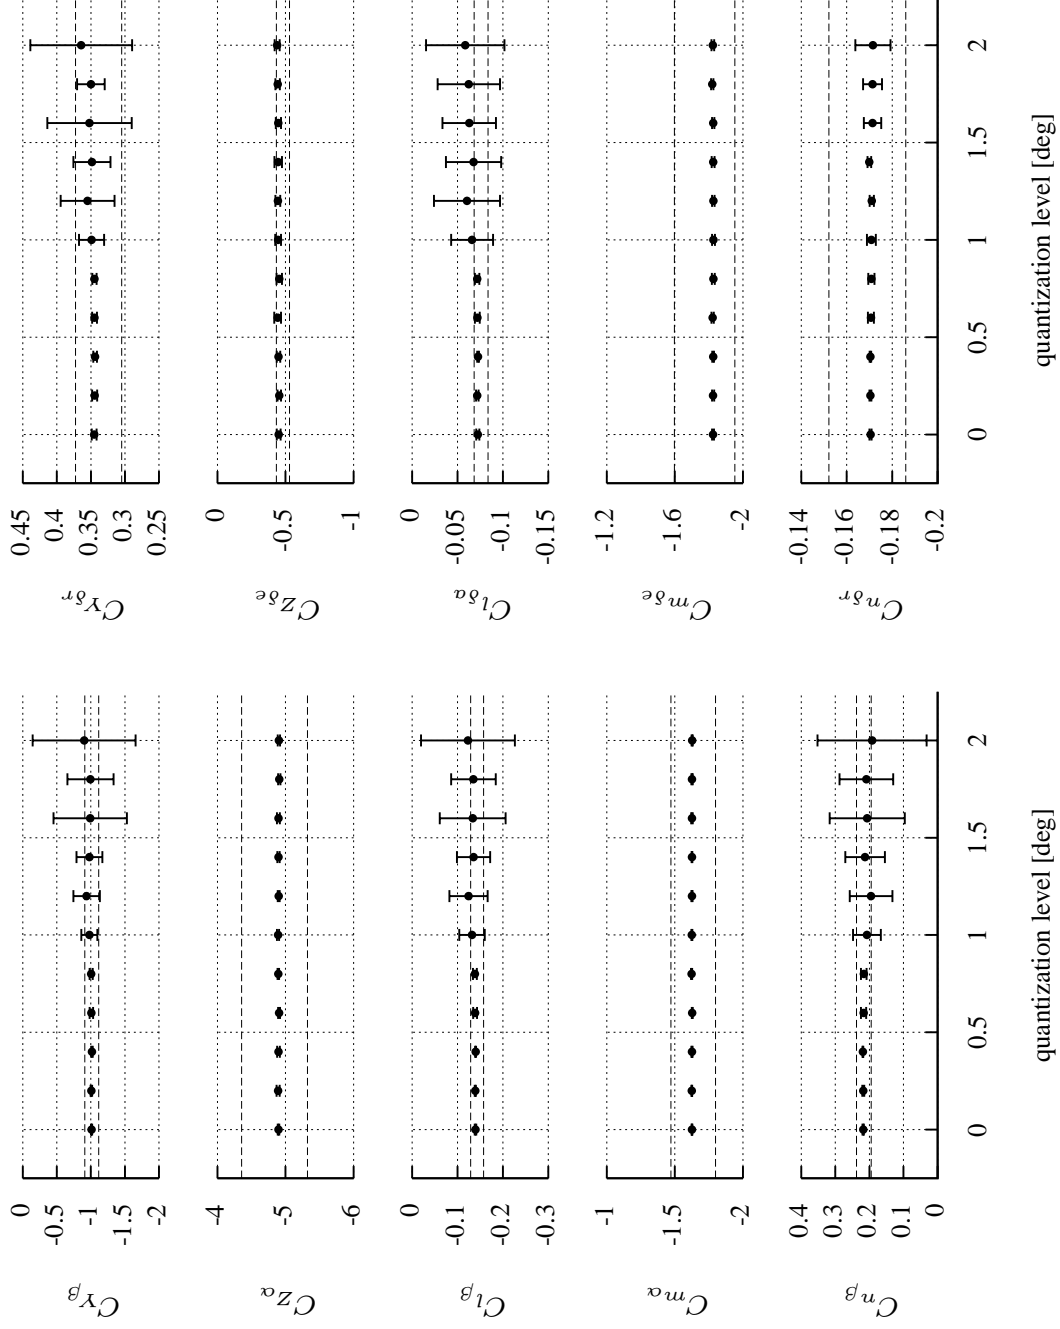 C_{Y_β}
0
-0.5
-1
-1.5
-2
C_{Z_α}
-4
-5
-6
C_{l_β}
0
-0.1
-0.2
-0.3
C_{m_α}
-1
-1.5
-2
C_{n_β}
0.4
0.3
0.2
0.1
0
0 0.5 1 1.5 2
quantization level [deg]
C_{Y_{δr}}
0.45
0.4
0.35
0.3
0.25
C_{Z_{δe}}
0
-0.5
-1
C_{l_{δa}}
0
-0.05
-0.1
-0.15
C_{m_{δe}}
-1.2
-1.6
-2
C_{n_{δr}}
-0.14
-0.16
-0.18
-0.2
0 0.5 1 1.5 2
quantization level [deg]